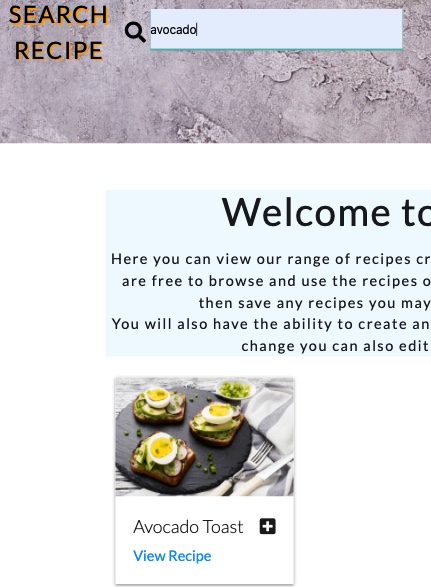 SEARCH
RECIPE
avocado
Welcome to
Here you can view our range of recipes cr
are free to browse and use the recipes o
then save any recipes you may
You will also have the ability to create an
change you can also edit
Avocado Toast
View Recipe